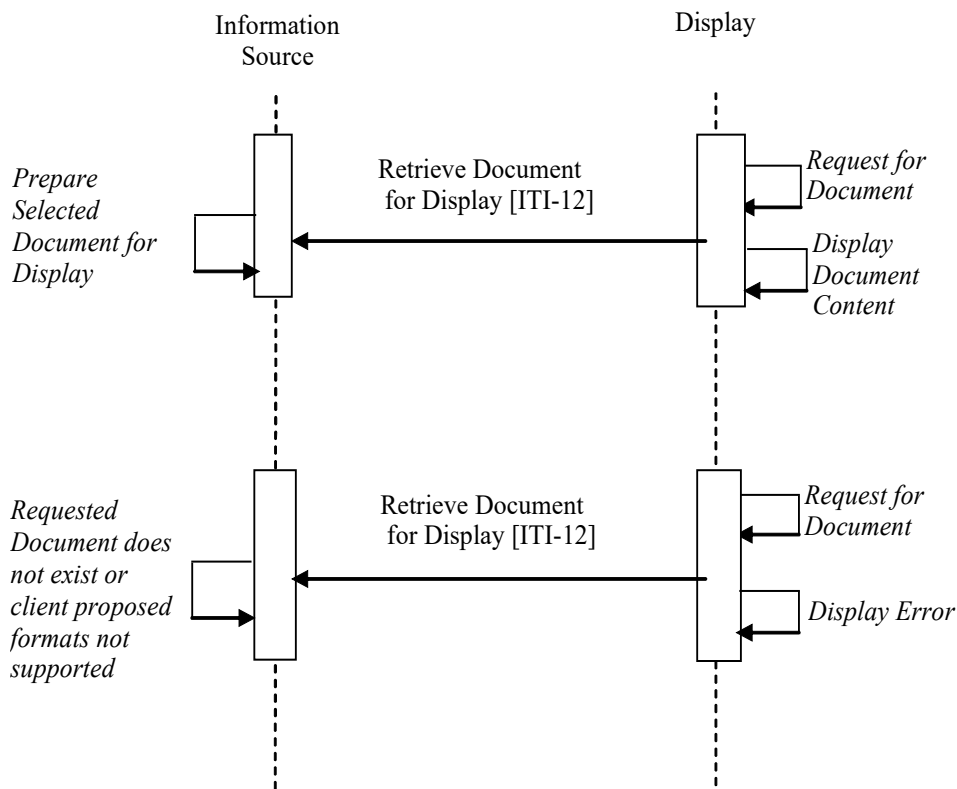 Information
Source
Display
Prepare
Selected
Document for
Display
Retrieve Document
for Display [ITI-12]
Request for
Document
Display
Document
Content
Requested
Document does
not exist or
client proposed
formats not
supported
Retrieve Document
for Display [ITI-12]
Request for
Document
Display Error